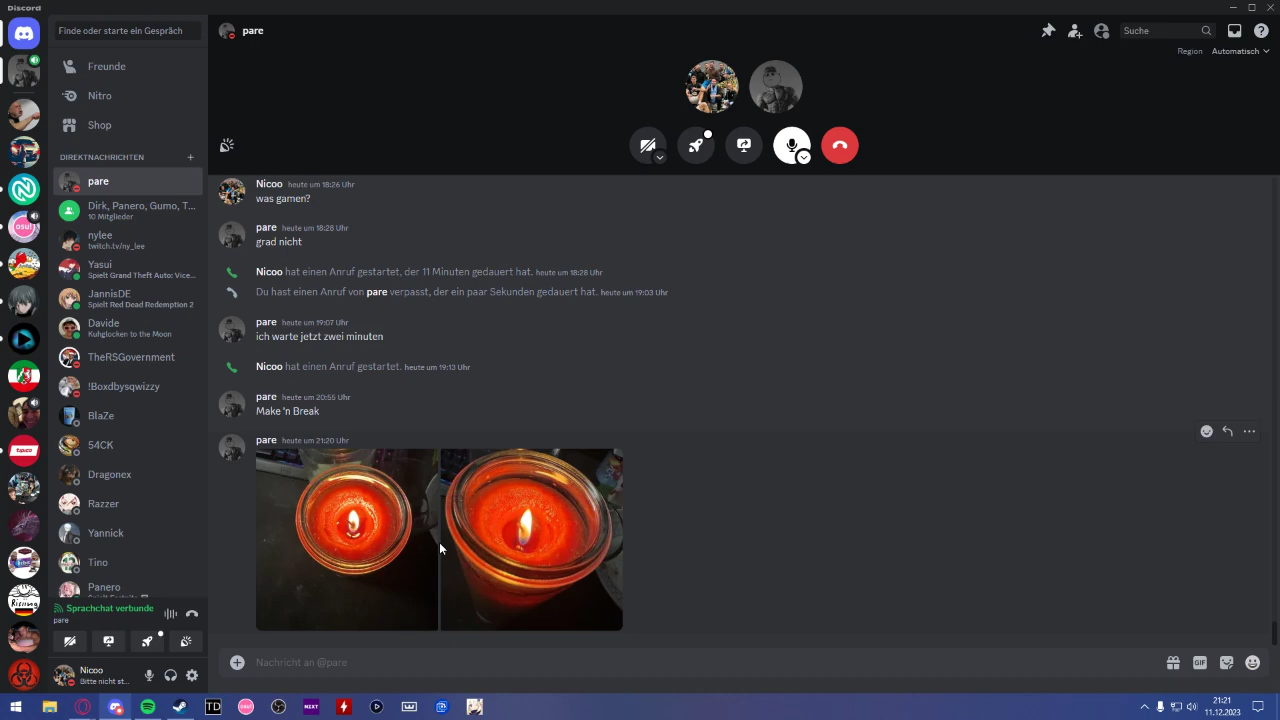 Discord
Finde oder starte ein Gespräch
pare
Suche
Region Automatisch
Freunde
Nitro
Shop
DIREKTNACHRICHTEN
pare
Dirk, Panero, Gumo, T...
10 Mitglieder
nylee
twitch.tv/ny_lee
Yasui
Spielt Grand Theft Auto: Vice...
JannisDE
Spielt Red Dead Redemption 2
Davide
Kuhglocken to the Moon
TheRSGovernment
!Boxdbysqwizzy
BlaZe
54CK
Dragonex
Razzer
Yannick
Tino
Panero
Sprachchat verbunde
pare
Nicoo
Bitte nicht st...
Nicoo heute um 18:26 Uhr
was gamen?
pare heute um 18:28 Uhr
grad nicht
Nicoo hat einen Anruf gestartet, der 11 Minuten gedauert hat. heute um 18:28 Uhr
Du hast einen Anruf von pare verpasst, der ein paar Sekunden gedauert hat. heute um 19:03 Uhr
pare heute um 19:07 Uhr
ich warte jetzt zwei minuten
Nicoo hat einen Anruf gestartet. heute um 19:13 Uhr
pare heute um 20:55 Uhr
Make 'n Break
pare heute um 21:20 Uhr
Nachricht an @pare
GIF
osu!
tipico
TD
osu!
NEXT
21:21
11.12.2023